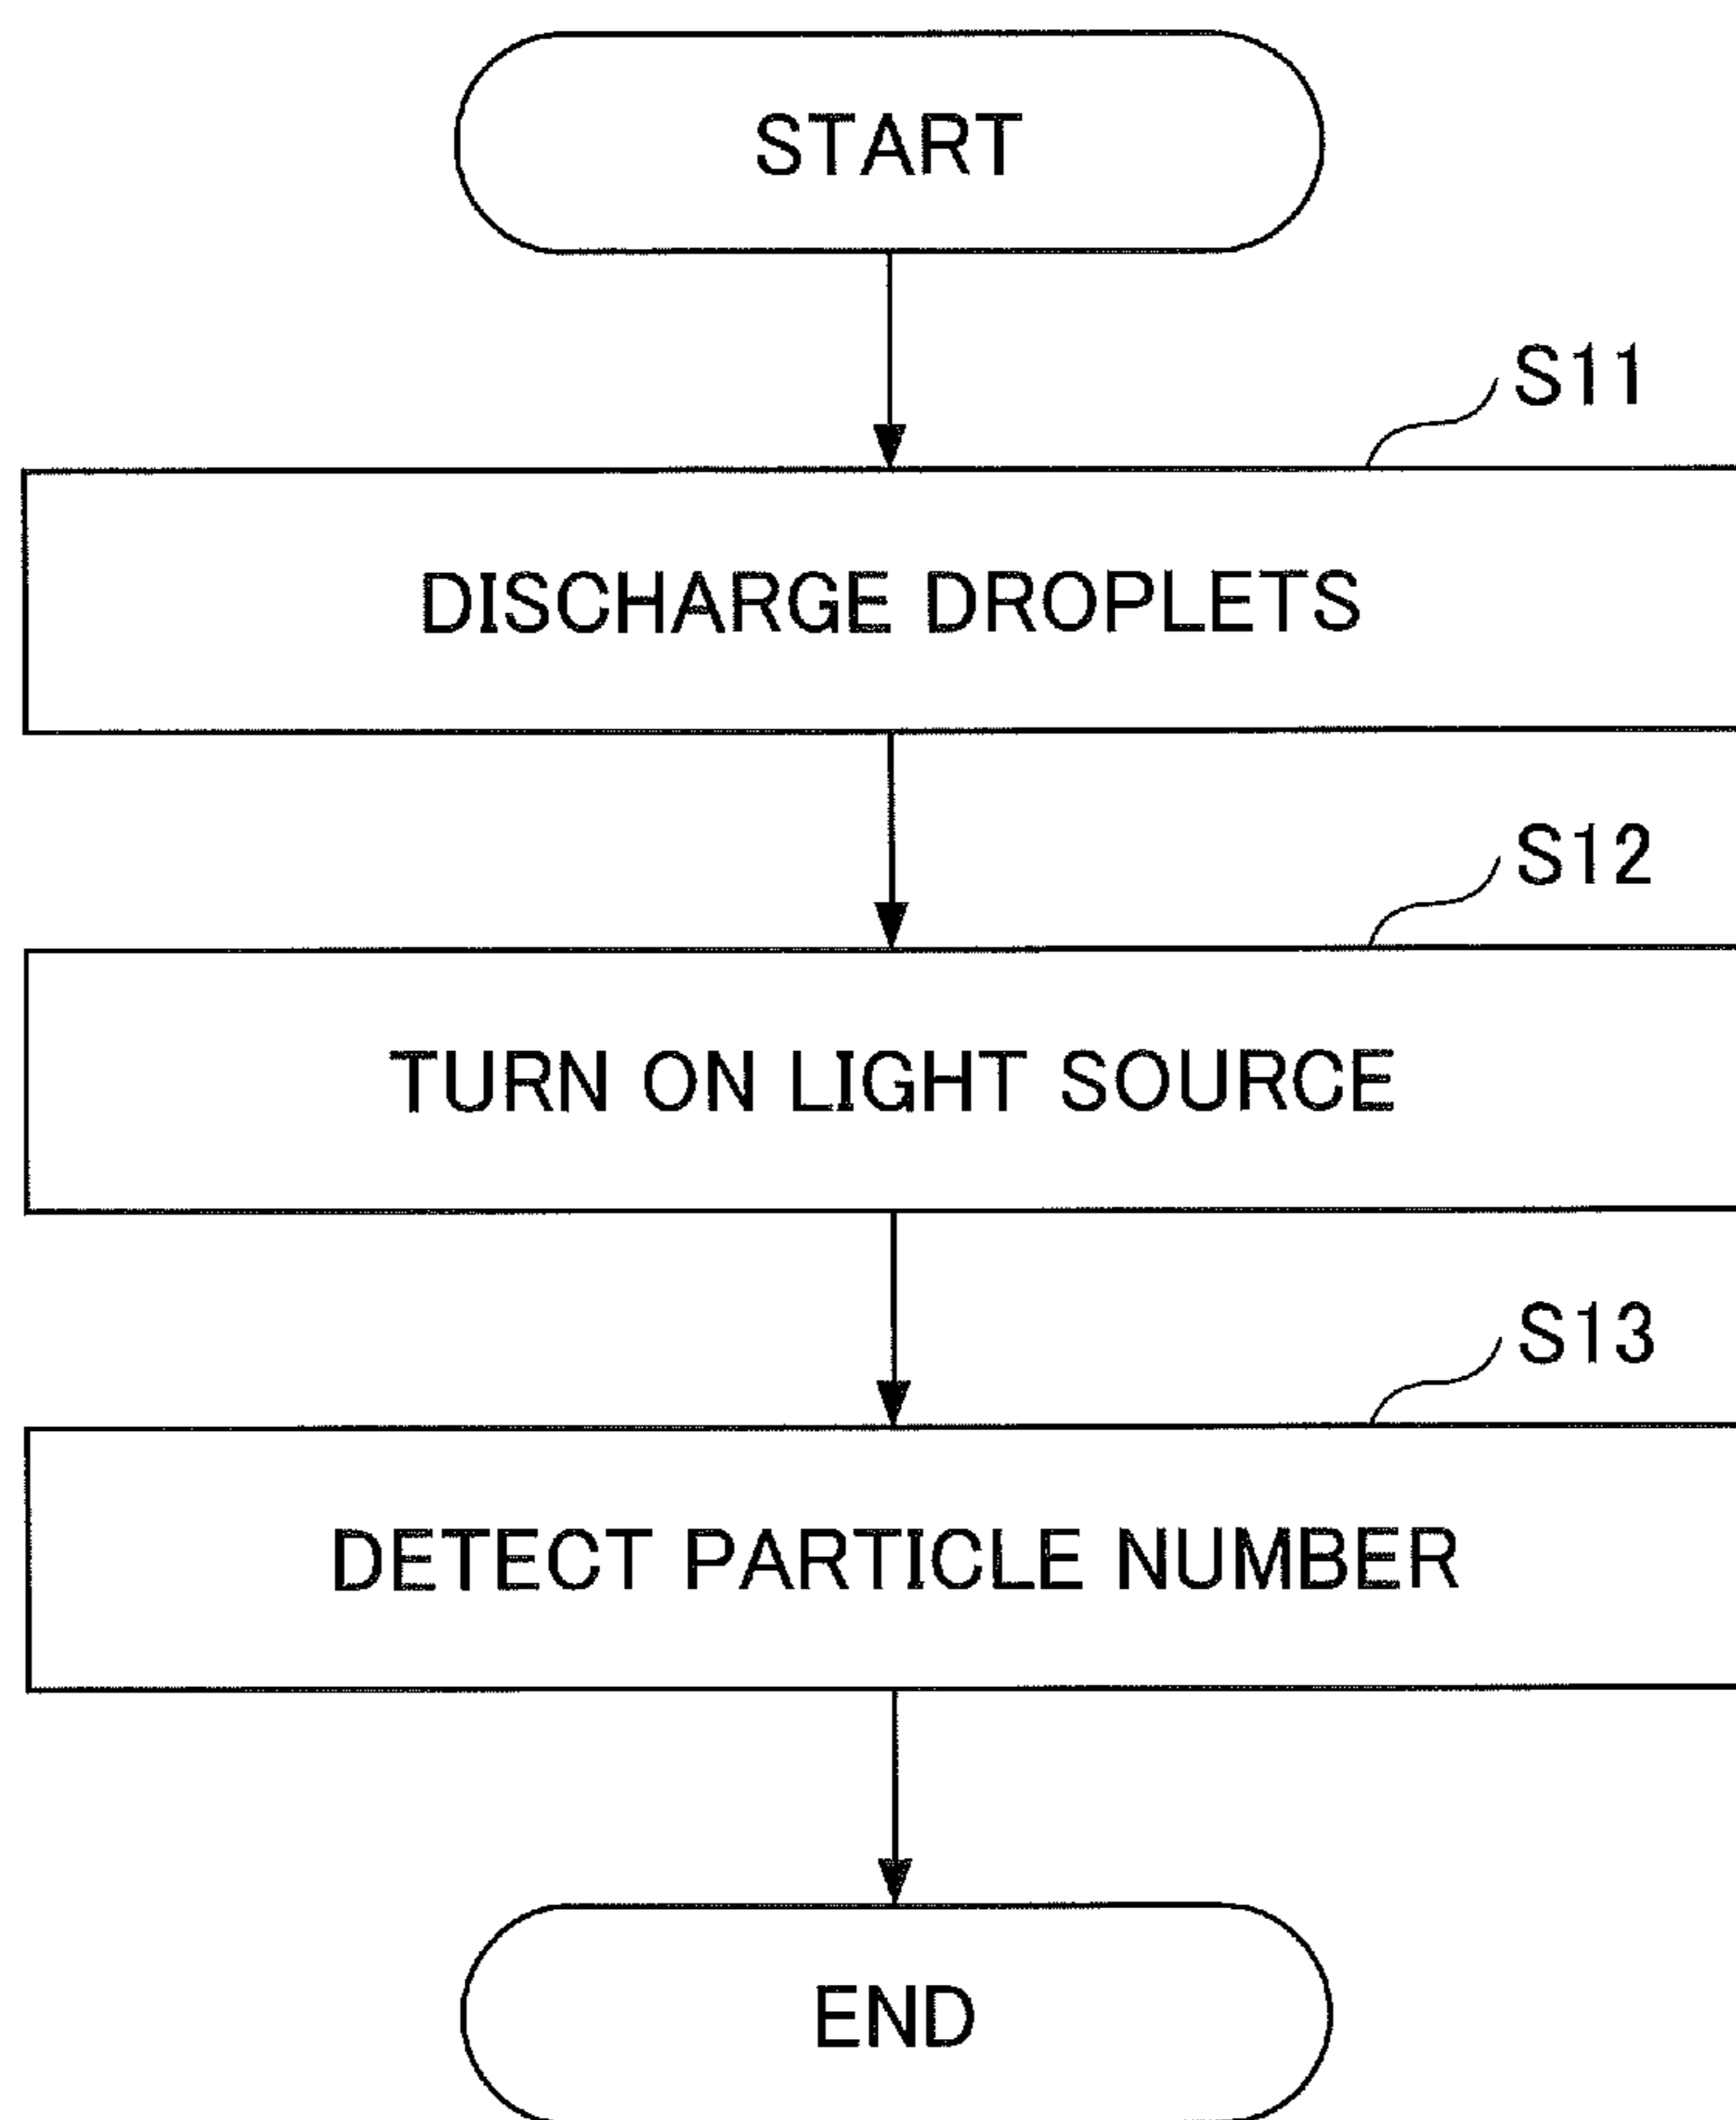 START
S11
DISCHARGE DROPLETS
S12
TURN ON LIGHT SOURCE
S13
DETECT PARTICLE NUMBER
END